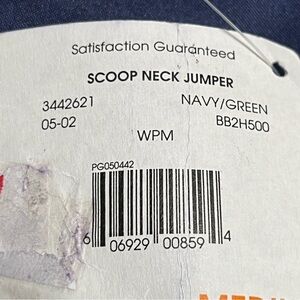 Satisfaction Guaranteed
SCOOP NECK JUMPER
3442621 NAVY/GREEN
05-02 BB2H500
WPM
PG050442
6 06929 00859 4